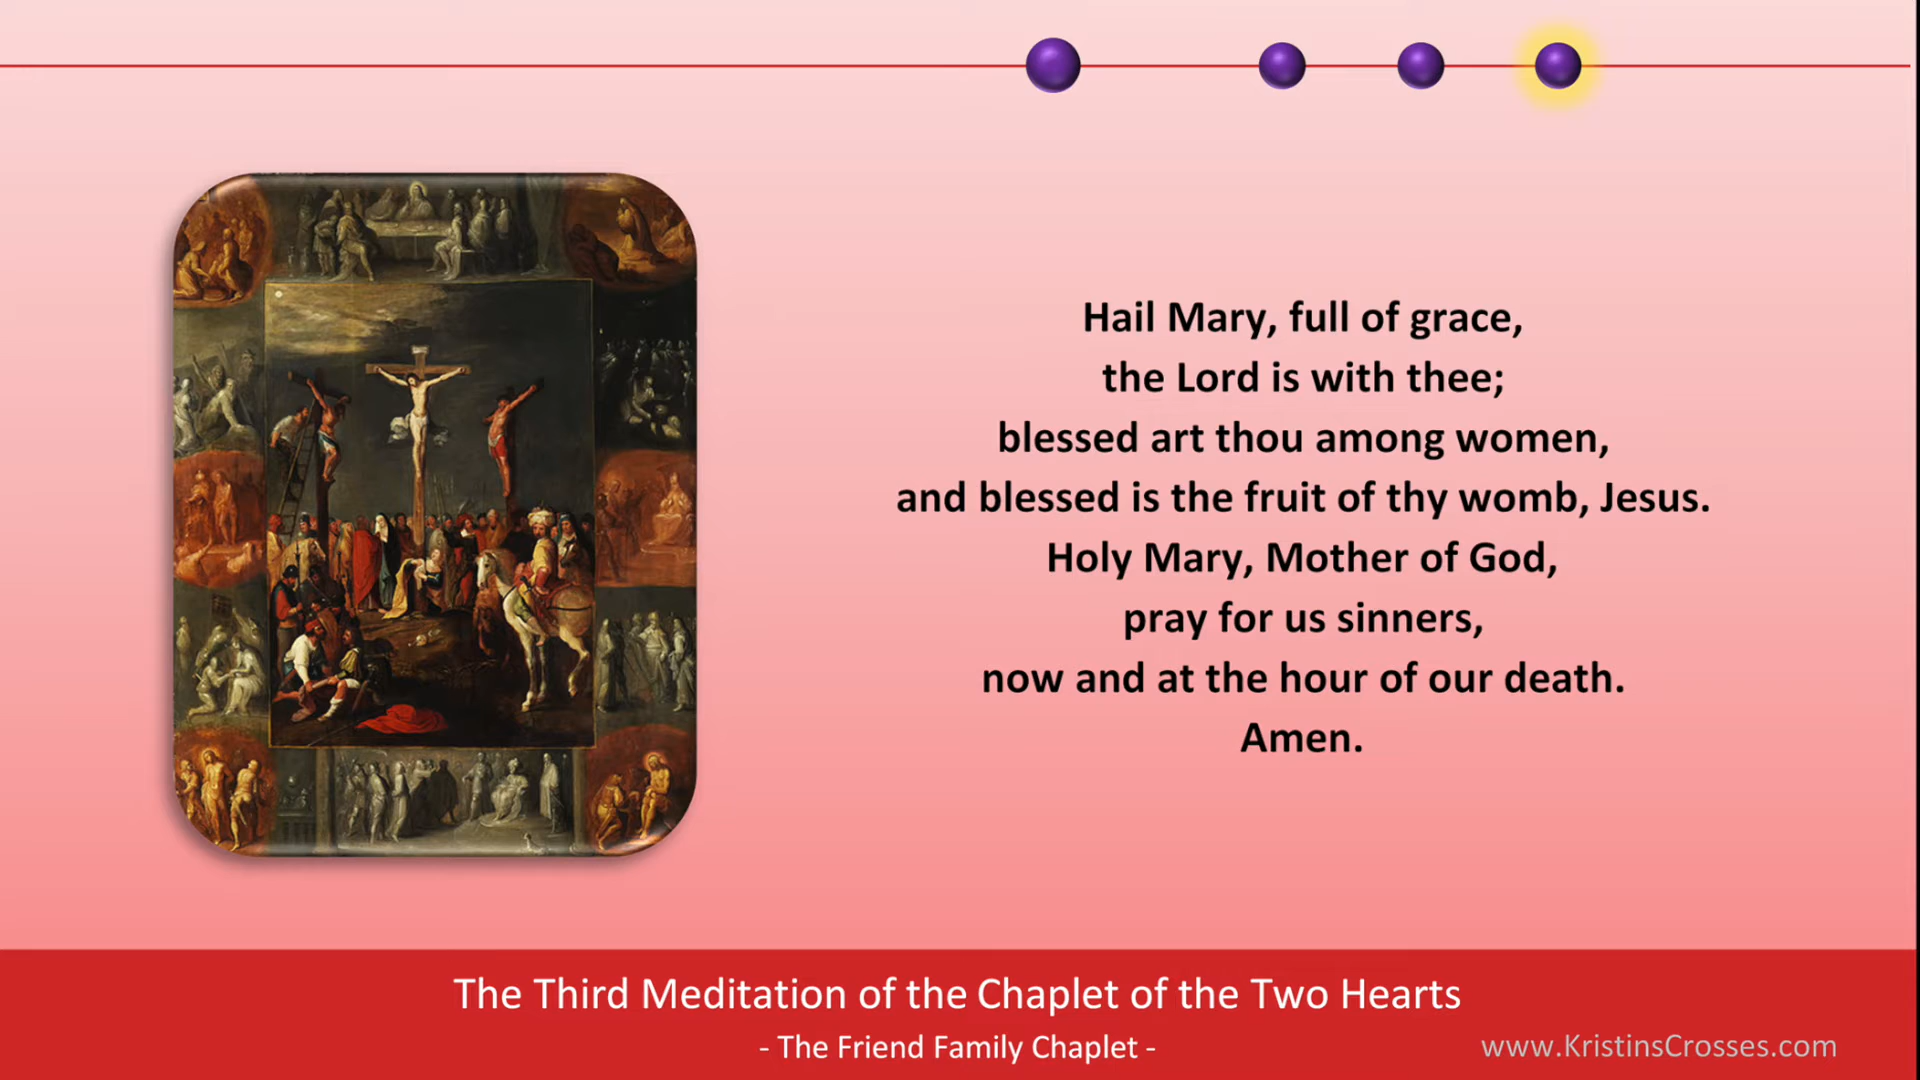 Hail Mary, full of grace,
the Lord is with thee;
blessed art thou among women,
and blessed is the fruit of thy womb, Jesus.
Holy Mary, Mother of God,
pray for us sinners,
now and at the hour of our death.
Amen.
The Third Meditation of the Chaplet of the Two Hearts
- The Friend Family Chaplet -
www.KristinsCrosses.com